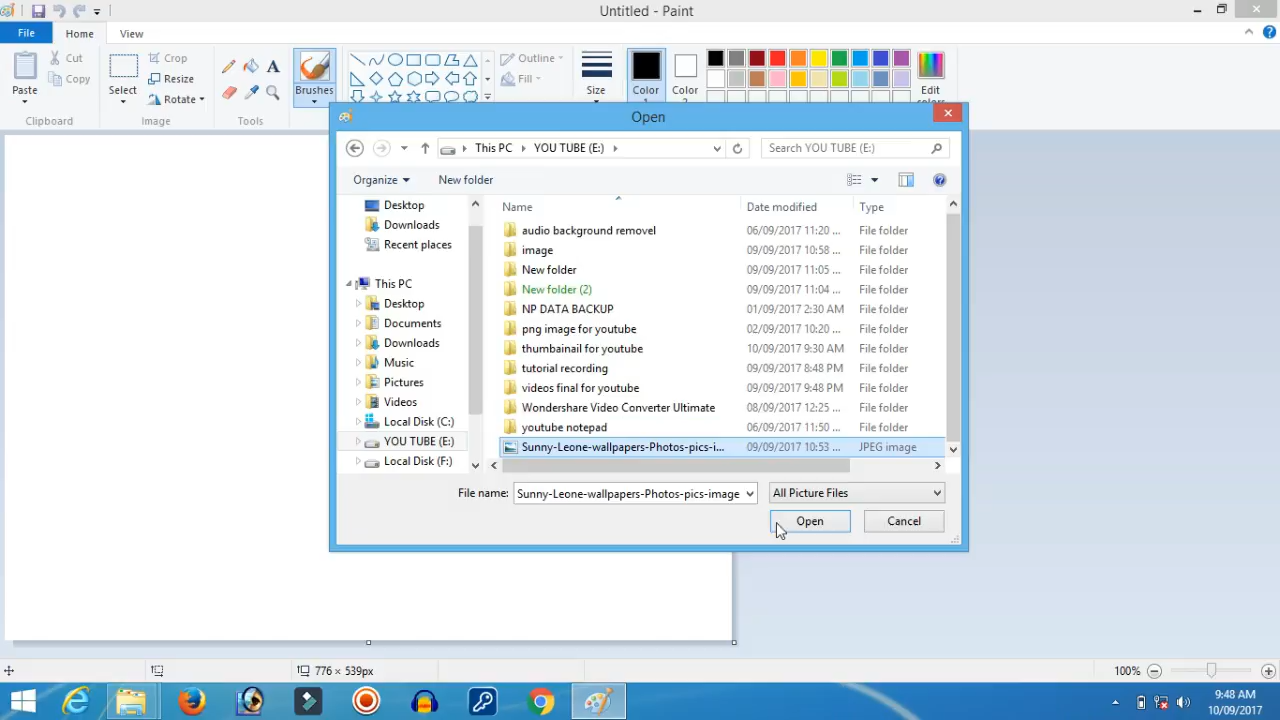 Untitled - Paint
File
Home
View
Paste
Cut
Copy
Clipboard
Select
Crop
Resize
Rotate
Image
A
Tools
Brushes
Outline
Fill
Size
Color
1
Color
2
Edit
colors
Open
This PC
YOU TUBE (E:)
Search YOU TUBE (E:)
Organize
New folder
Name
Date modified
Type
Desktop
Downloads
Recent places
This PC
Desktop
Documents
Downloads
Music
Pictures
Videos
Local Disk (C:)
YOU TUBE (E:)
Local Disk (F:)
audio background removel 06/09/2017 11:20 ... File folder
image 09/09/2017 10:58 ... File folder
New folder 09/09/2017 11:05 ... File folder
New folder (2) 09/09/2017 11:04 ... File folder
NP DATA BACKUP 01/09/2017 2:30 AM File folder
png image for youtube 02/09/2017 10:20 ... File folder
thumbainail for youtube 10/09/2017 9:30 AM File folder
tutorial recording 09/09/2017 8:48 PM File folder
videos final for youtube 09/09/2017 9:48 PM File folder
Wondershare Video Converter Ultimate 08/09/2017 12:25 ... File folder
youtube notepad 06/09/2017 11:50 ... File folder
Sunny-Leone-wallpapers-Photos-pics-i... 09/09/2017 10:53 ... JPEG image
File name: Sunny-Leone-wallpapers-Photos-pics-image
All Picture Files
Open
Cancel
776 × 539px
100%
9:48 AM
10/09/2017